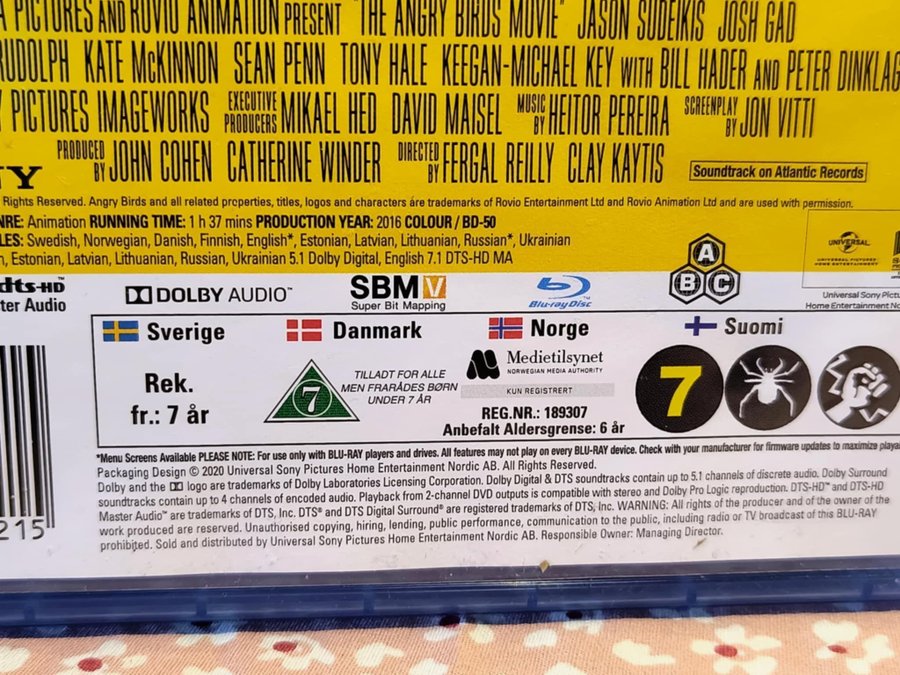 PICTURES AND ROVIO ANIMATION PRESENT "THE ANGRY BIRDS MOVIE" JASON SUDEIKIS JOSH GAD
RUDOLPH KATE McKINNON SEAN PENN TONY HALE KEEGAN-MICHAEL KEY WITH BILL HADER AND PETER DINKLAG
PICTURES IMAGEWORKS EXECUTIVE PRODUCERS MIKAEL HED DAVID MAISEL MUSIC BY HEITOR PEREIRA SCREENPLAY BY JON VITTI
PRODUCED BY JOHN COHEN CATHERINE WINDER DIRECTED BY FERGAL REILLY CLAY KAYTIS
Soundtrack on Atlantic Records
NY
Rights Reserved. Angry Birds and all related properties, titles, logos and characters are trademarks of Rovio Entertainment Ltd and Rovio Animation Ltd and are used with permission.
NRE: Animation RUNNING TIME: 1 h 37 mins PRODUCTION YEAR: 2016 COLOUR / BD-50
LES: Swedish, Norwegian, Danish, Finnish, English*, Estonian, Latvian, Lithuanian, Russian*, Ukrainian
n, Estonian, Latvian, Lithuanian, Russian, Ukrainian 5.1 Dolby Digital, English 7.1 DTS-HD MA
A
B C
UNIVERSAL
UNIVERSAL PICTURES
HOME ENTERTAINMENT
Universal Sony Pictu
Home Entertainment No
dts-HD™
ster Audio
DOLBY AUDIO™
SBMV
Super Bit Mapping
Blu-ray Disc™
Sverige
Danmark
Norge
Suomi
Rek.
fr.: 7 år
7
TILLADT FOR ALLE
MEN FRARÅDES BØRN
UNDER 7 ÅR
Medietilsynet
NORWEGIAN MEDIA AUTHORITY
KUN REGISTRERT
REG.NR.: 189307
Anbefalt Aldersgrense: 6 år
7
215
*Menu Screens Available PLEASE NOTE: For use only with BLU-RAY players and drives. All features may not play on every BLU-RAY device. Check with your manufacturer for firmware updates to maximize playa
Packaging Design © 2020 Universal Sony Pictures Home Entertainment Nordic AB. All Rights Reserved.
Dolby and the logo are trademarks of Dolby Laboratories Licensing Corporation. Dolby Digital & DTS soundtracks contain up to 5.1 channels of discrete audio. Dolby Surround
soundtracks contain up to 4 channels of encoded audio. Playback from 2-channel DVD outputs is compatible with stereo and Dolby Pro Logic reproduction. DTS-HD™ and DTS-HD
Master Audio™ are trademarks of DTS, Inc. DTS® and DTS Digital Surround® are registered trademarks of DTS, Inc. WARNING: All rights of the producer and of the owner of the
work produced are reserved. Unauthorised copying, hiring, lending, public performance, communication to the public, including radio or TV broadcast of this BLU-RAY
prohibited. Sold and distributed by Universal Sony Pictures Home Entertainment Nordic AB. Responsible Owner: Managing Director.